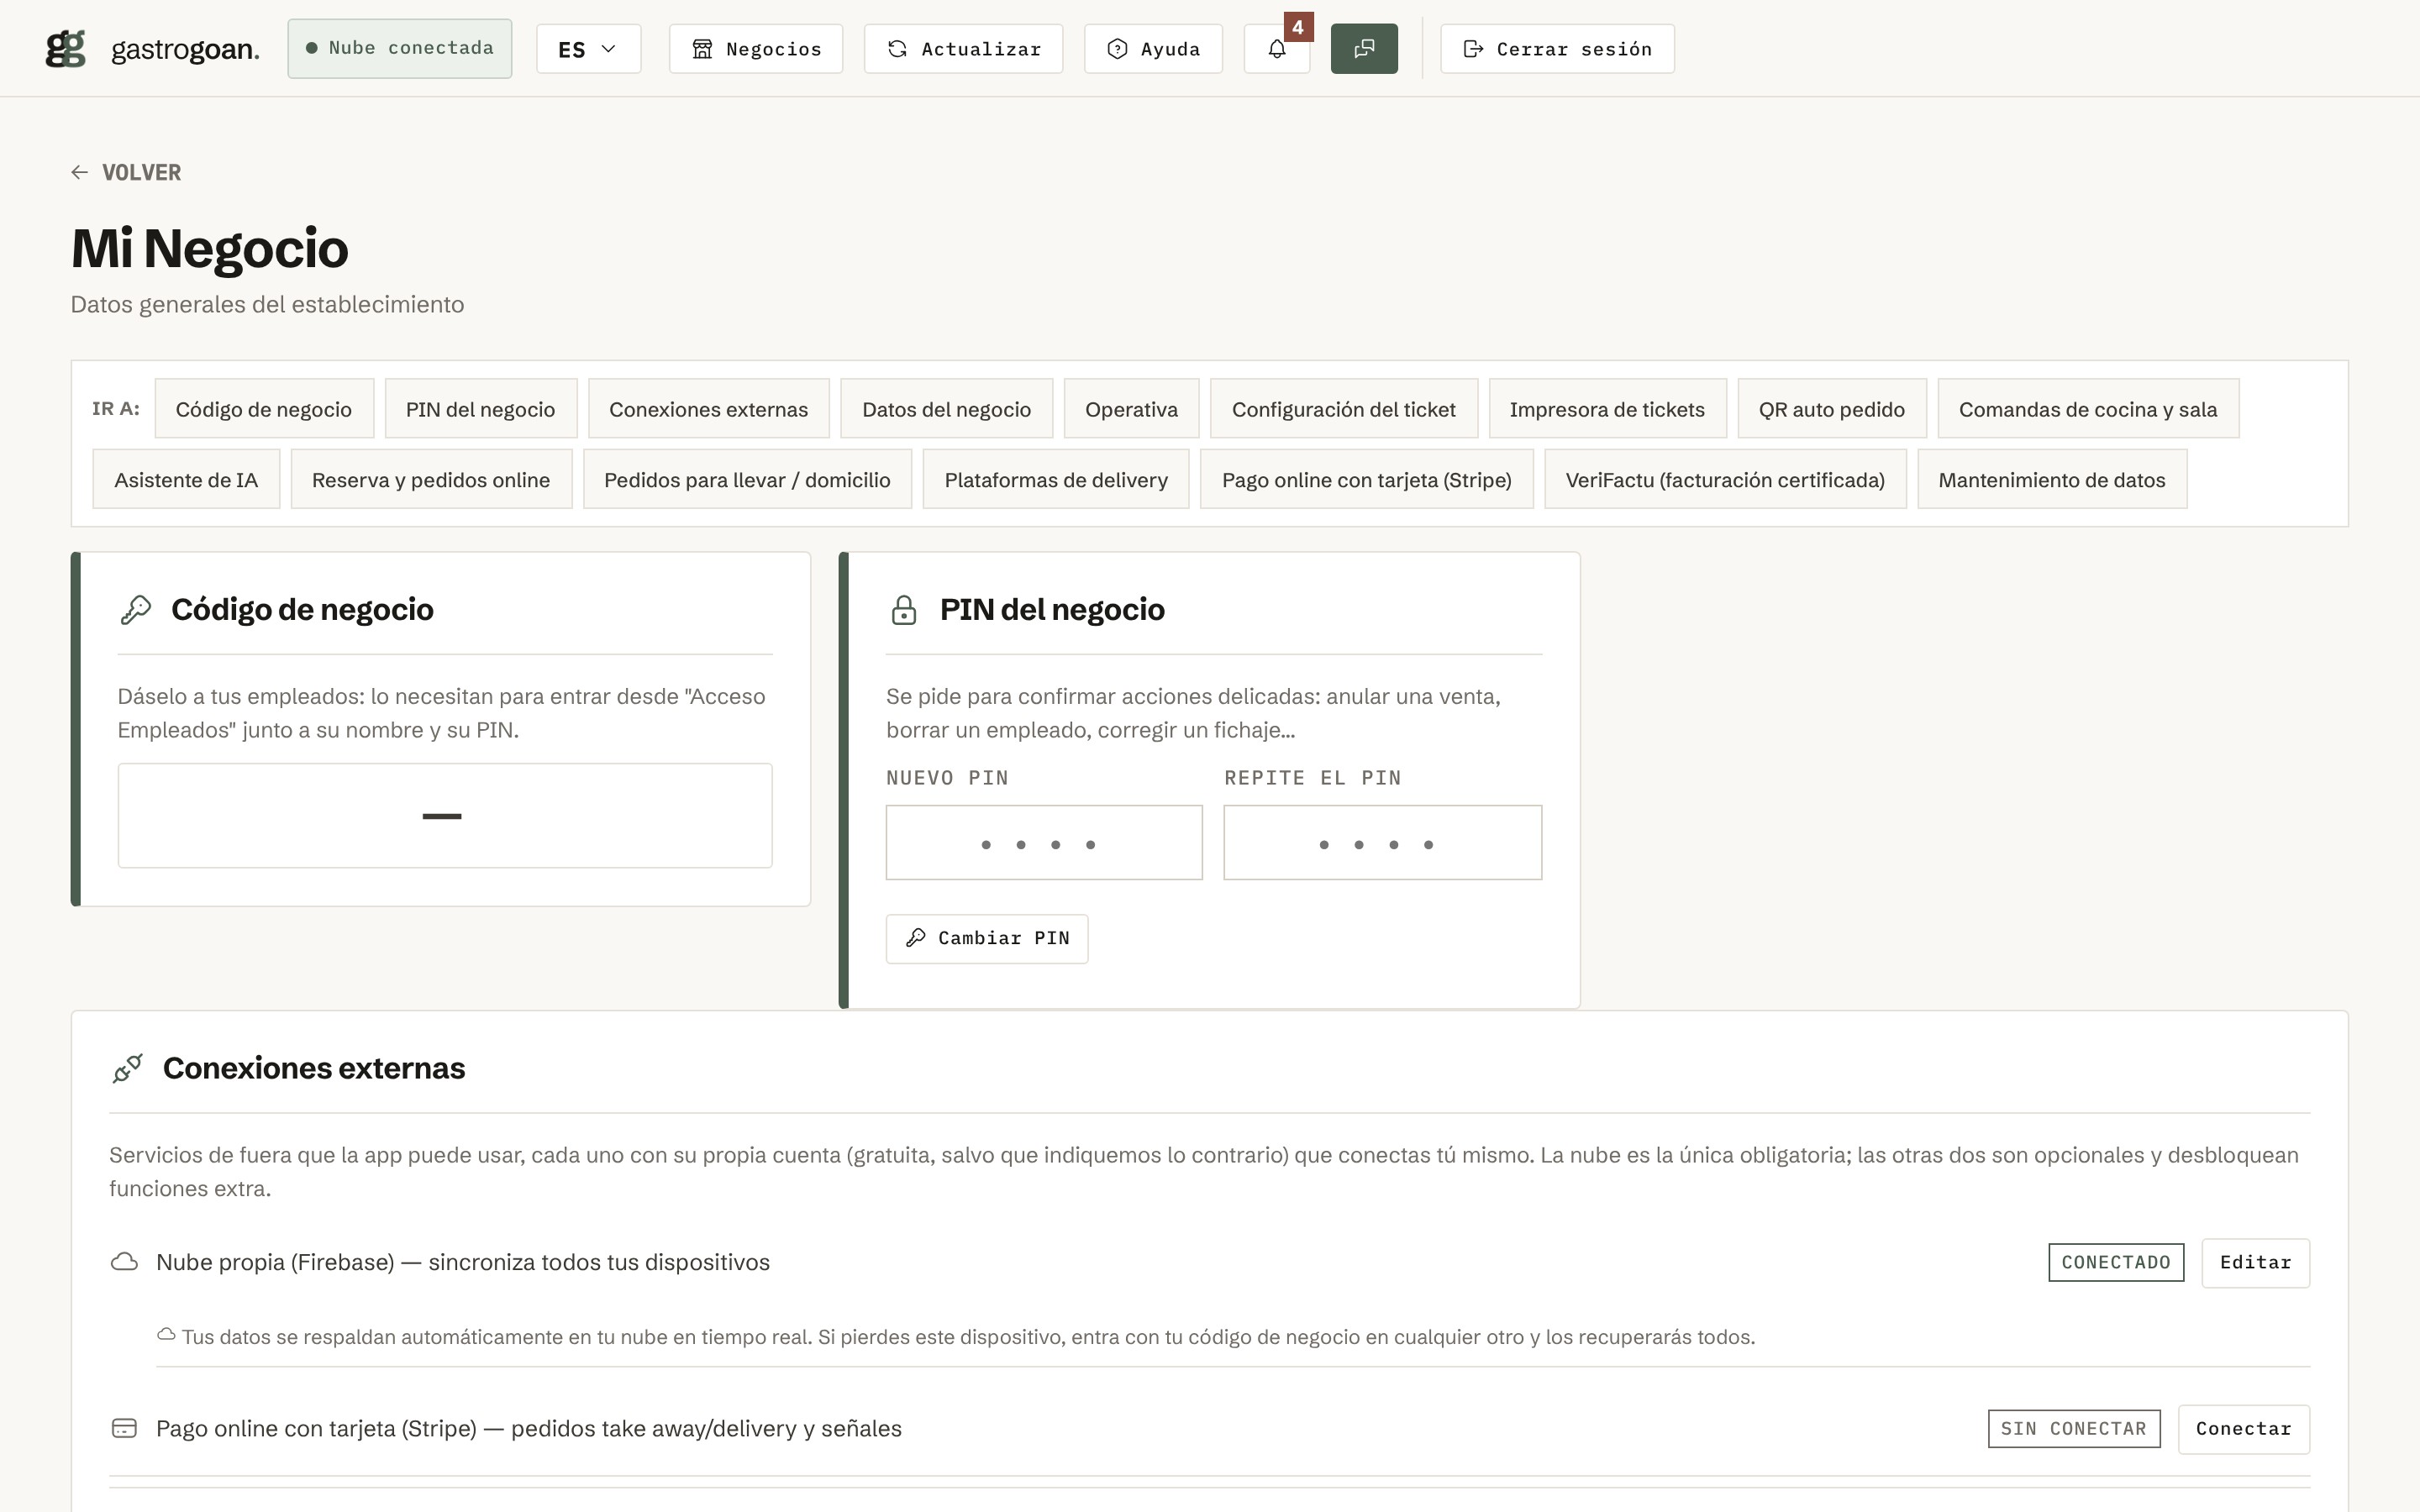 gg gastrogoan.
Nube conectada
ES
Negocios
Actualizar
Ayuda
4
Cerrar sesión
← VOLVER
Mi Negocio
Datos generales del establecimiento
IR A:
Código de negocio
PIN del negocio
Conexiones externas
Datos del negocio
Operativa
Configuración del ticket
Impresora de tickets
QR auto pedido
Comandas de cocina y sala
Asistente de IA
Reserva y pedidos online
Pedidos para llevar / domicilio
Plataformas de delivery
Pago online con tarjeta (Stripe)
VeriFactu (facturación certificada)
Mantenimiento de datos
Código de negocio
Dáselo a tus empleados: lo necesitan para entrar desde "Acceso
Empleados" junto a su nombre y su PIN.
—
PIN del negocio
Se pide para confirmar acciones delicadas: anular una venta,
borrar un empleado, corregir un fichaje...
NUEVO PIN
REPITE EL PIN
• • • •
• • • •
Cambiar PIN
Conexiones externas
Servicios de fuera que la app puede usar, cada uno con su propia cuenta (gratuita, salvo que indiquemos lo contrario) que conectas tú mismo. La nube es la única obligatoria; las otras dos son opcionales y desbloquean
funciones extra.
Nube propia (Firebase) — sincroniza todos tus dispositivos
CONECTADO
Editar
Tus datos se respaldan automáticamente en tu nube en tiempo real. Si pierdes este dispositivo, entra con tu código de negocio en cualquier otro y los recuperarás todos.
Pago online con tarjeta (Stripe) — pedidos take away/delivery y señales
SIN CONECTAR
Conectar